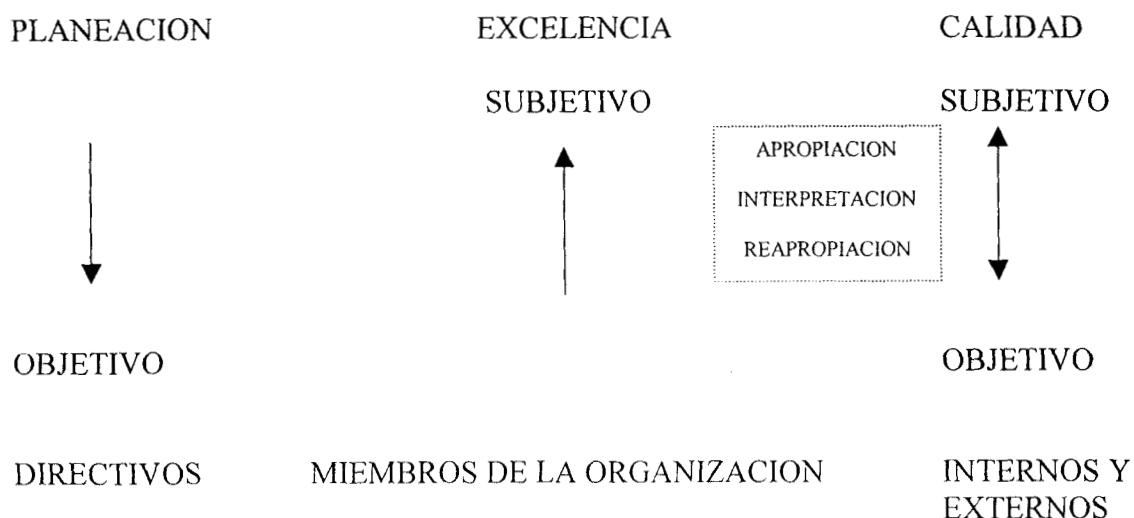 PLANEACION EXCELENCIA CALIDAD
SUBJETIVO SUBJETIVO
APROPIACION
INTERPRETACION
REAPROPIACION
OBJETIVO OBJETIVO
DIRECTIVOS MIEMBROS DE LA ORGANIZACION INTERNOS Y
EXTERNOS